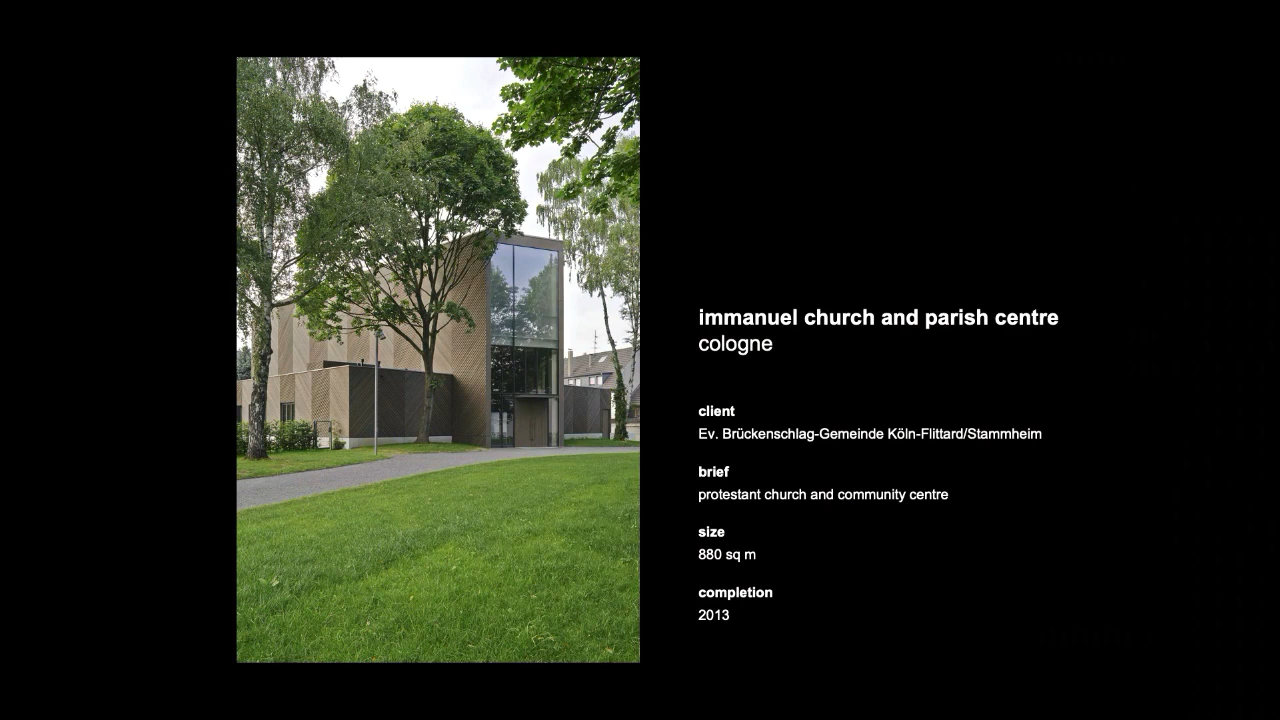 immanuel church and parish centre
cologne
client
Ev. Brückenschlag-Gemeinde Köln-Flittard/Stammheim
brief
protestant church and community centre
size
880 sq m
completion
2013